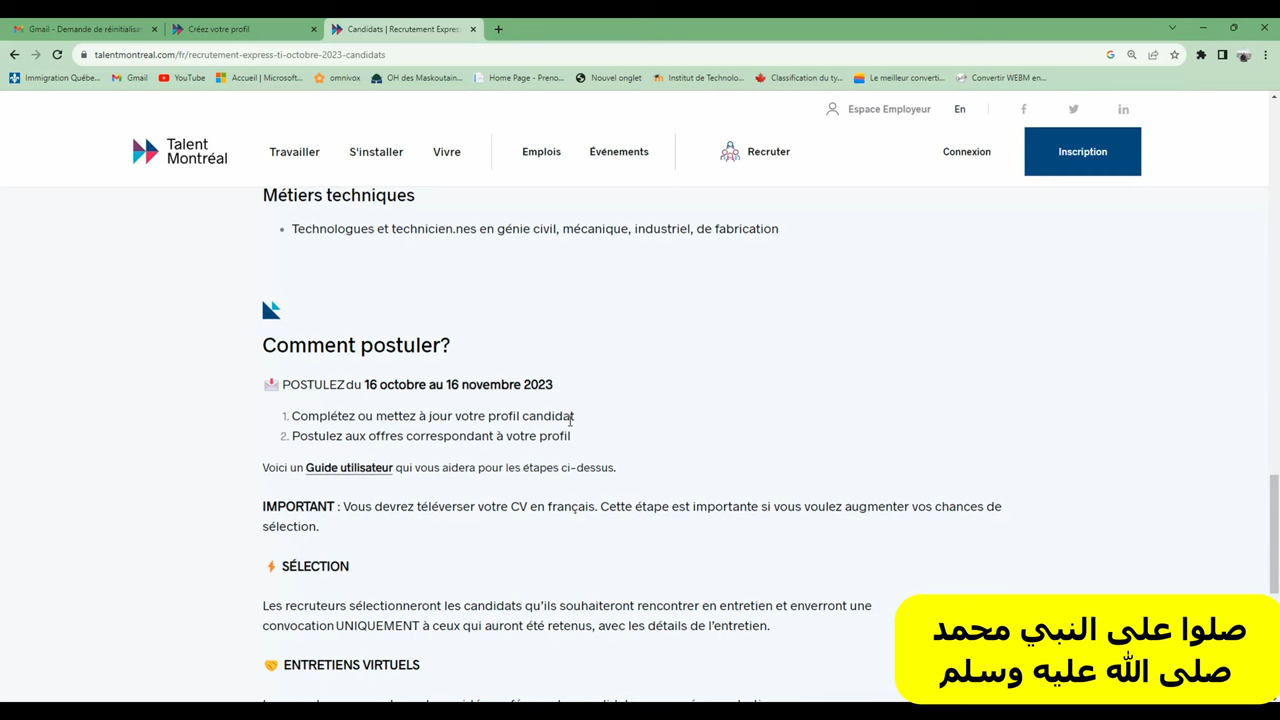 Gmail - Demande de réinitialisa
Créez votre profil
Candidats | Recrutement Expres
talentmontreal.com/fr/recrutement-express-ti-octobre-2023-candidats
Immigration Québe...
Gmail
YouTube
Accueil | Microsoft...
omnivox
OH des Maskoutain...
Home Page - Preno...
Nouvel onglet
Institut de Technolo...
Classification du ty...
Le meilleur converti...
Convertir WEBM en...
Espace Employeur
En
Talent
Montréal
Travailler
S'installer
Vivre
Emplois
Événements
Recruter
Connexion
Inscription
Métiers techniques
• Technologues et technicien.nes en génie civil, mécanique, industriel, de fabrication
Comment postuler?
POSTULEZ du 16 octobre au 16 novembre 2023
1. Complétez ou mettez à jour votre profil candidat
2. Postulez aux offres correspondant à votre profil
Voici un Guide utilisateur qui vous aidera pour les étapes ci-dessus.
IMPORTANT : Vous devrez téléverser votre CV en français. Cette étape est importante si vous voulez augmenter vos chances de
sélection.
SÉLECTION
Les recruteurs sélectionneront les candidats qu'ils souhaiteront rencontrer en entretien et enverront une
convocation UNIQUEMENT à ceux qui auront été retenus, avec les détails de l'entretien.
ENTRETIENS VIRTUELS
صلوا على النبي محمد
صلى الله عليه وسلم